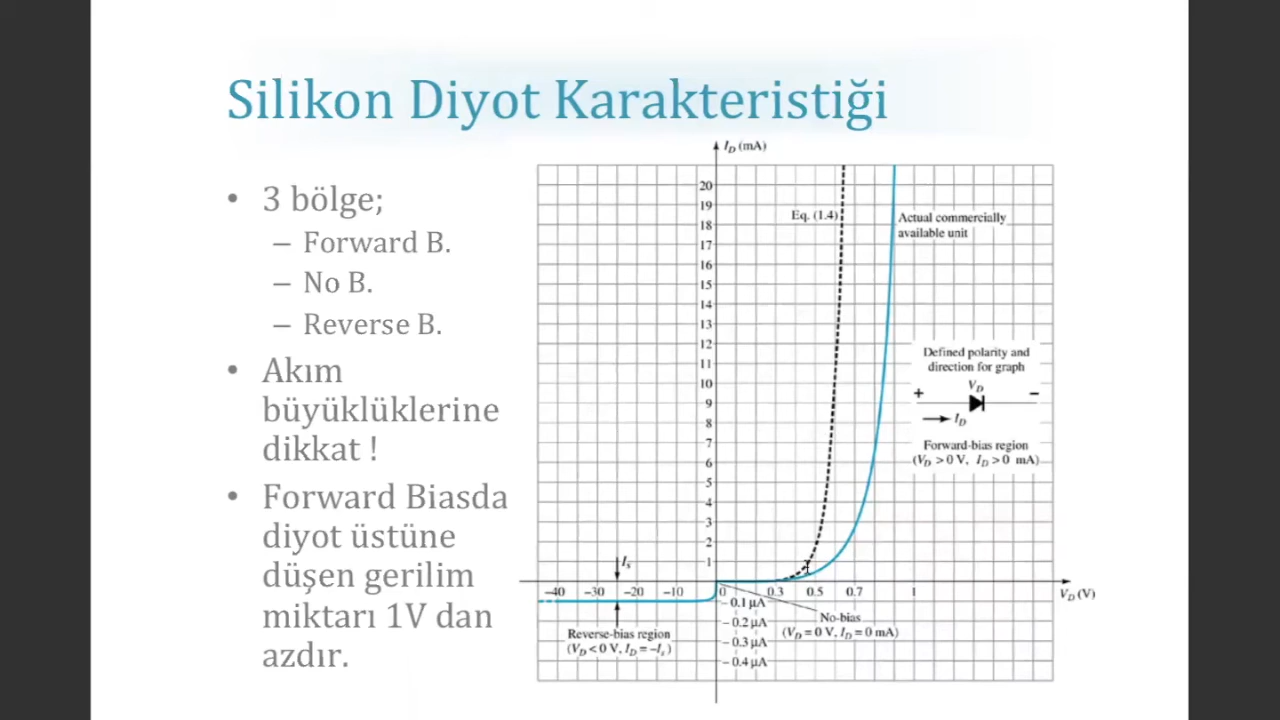 Silikon Diyot Karakteristiği
• 3 bölge;
– Forward B.
– No B.
– Reverse B.
• Akım
büyüklüklerine
dikkat !
• Forward Biasda
diyot üstüne
düşen gerilim
miktarı 1V dan
azdır.
I_D (mA)
20
19
18
17
16
15
14
13
12
11
10
9
8
7
6
5
4
3
2
1
Eq. (1.4)
Actual commercially
available unit
Defined polarity and
direction for graph
V_D
+ –
I_D
Forward-bias region
(V_D > 0 V, I_D > 0 mA)
I_s
–40 –30 –20 –10 0 0.3 0.5 0.7 1
V_D (V)
– 0.1 μA
– 0.2 μA
– 0.3 μA
– 0.4 μA
No-bias
(V_D = 0 V, I_D = 0 mA)
Reverse-bias region
(V_D < 0 V, I_D = –I_s)